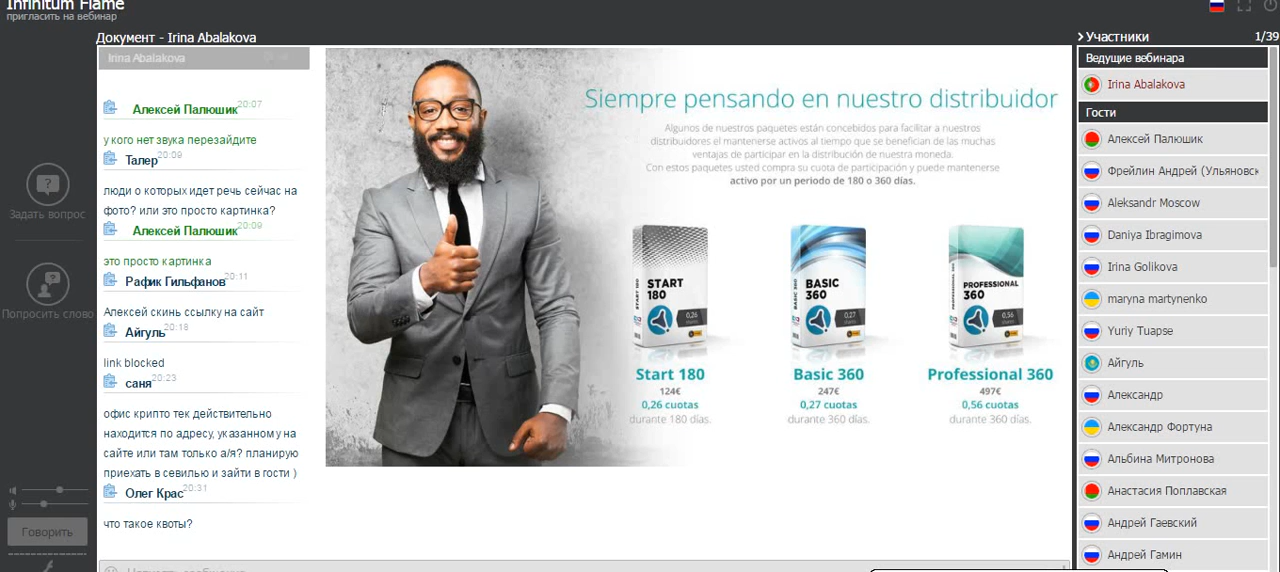 Infinitum Flame
пригласить на вебинар
Документ - Irina Abalakova
Участники
1/39
Irina Abalakova
Алексей Палюшик 20:07
у кого нет звука перезайдите
Талер 20:09
люди о которых идет речь сейчас на
фото? или это просто картинка?
Алексей Палюшик 20:09
это просто картинка
Рафик Гильфанов 20:11
Алексей скинь ссылку на сайт
Айгуль 20:18
link blocked
саня 20:23
офис крипто тек действительно
находится по адресу, указанному на
сайте или там только а/я? планирую
приехать в севилью и зайти в гости )
Олег Крас 20:31
что такое квоты?
Задать вопрос
Попросить слово
Говорить
Siempre pensando en nuestro distribuidor
Algunos de nuestros paquetes están concebidos para facilitar a nuestros
distribuidores el mantenerse activos al tiempo que se benefician de las muchas
ventajas de participar en la distribución de nuestra moneda.
Con estos paquetes usted compra su cuota de participación y puede mantenerse
activo por un periodo de 180 o 360 días.
START
180
0,26
BASIC
360
0,27
PROFESSIONAL
360
0,56
Start 180
124€
0,26 cuotas
durante 180 días.
Basic 360
247€
0,27 cuotas
durante 360 días.
Professional 360
497€
0,56 cuotas
durante 360 días.
Ведущие вебинара
Irina Abalakova
Гости
Алексей Палюшик
Фрейлин Андрей (Ульяновск
Aleksandr Moscow
Daniya Ibragimova
Irina Golikova
maryna martynenko
Yuriy Tuapse
Айгуль
Александр
Александр Фортуна
Альбина Митронова
Анастасия Поплавская
Андрей Гаевский
Андрей Гамин